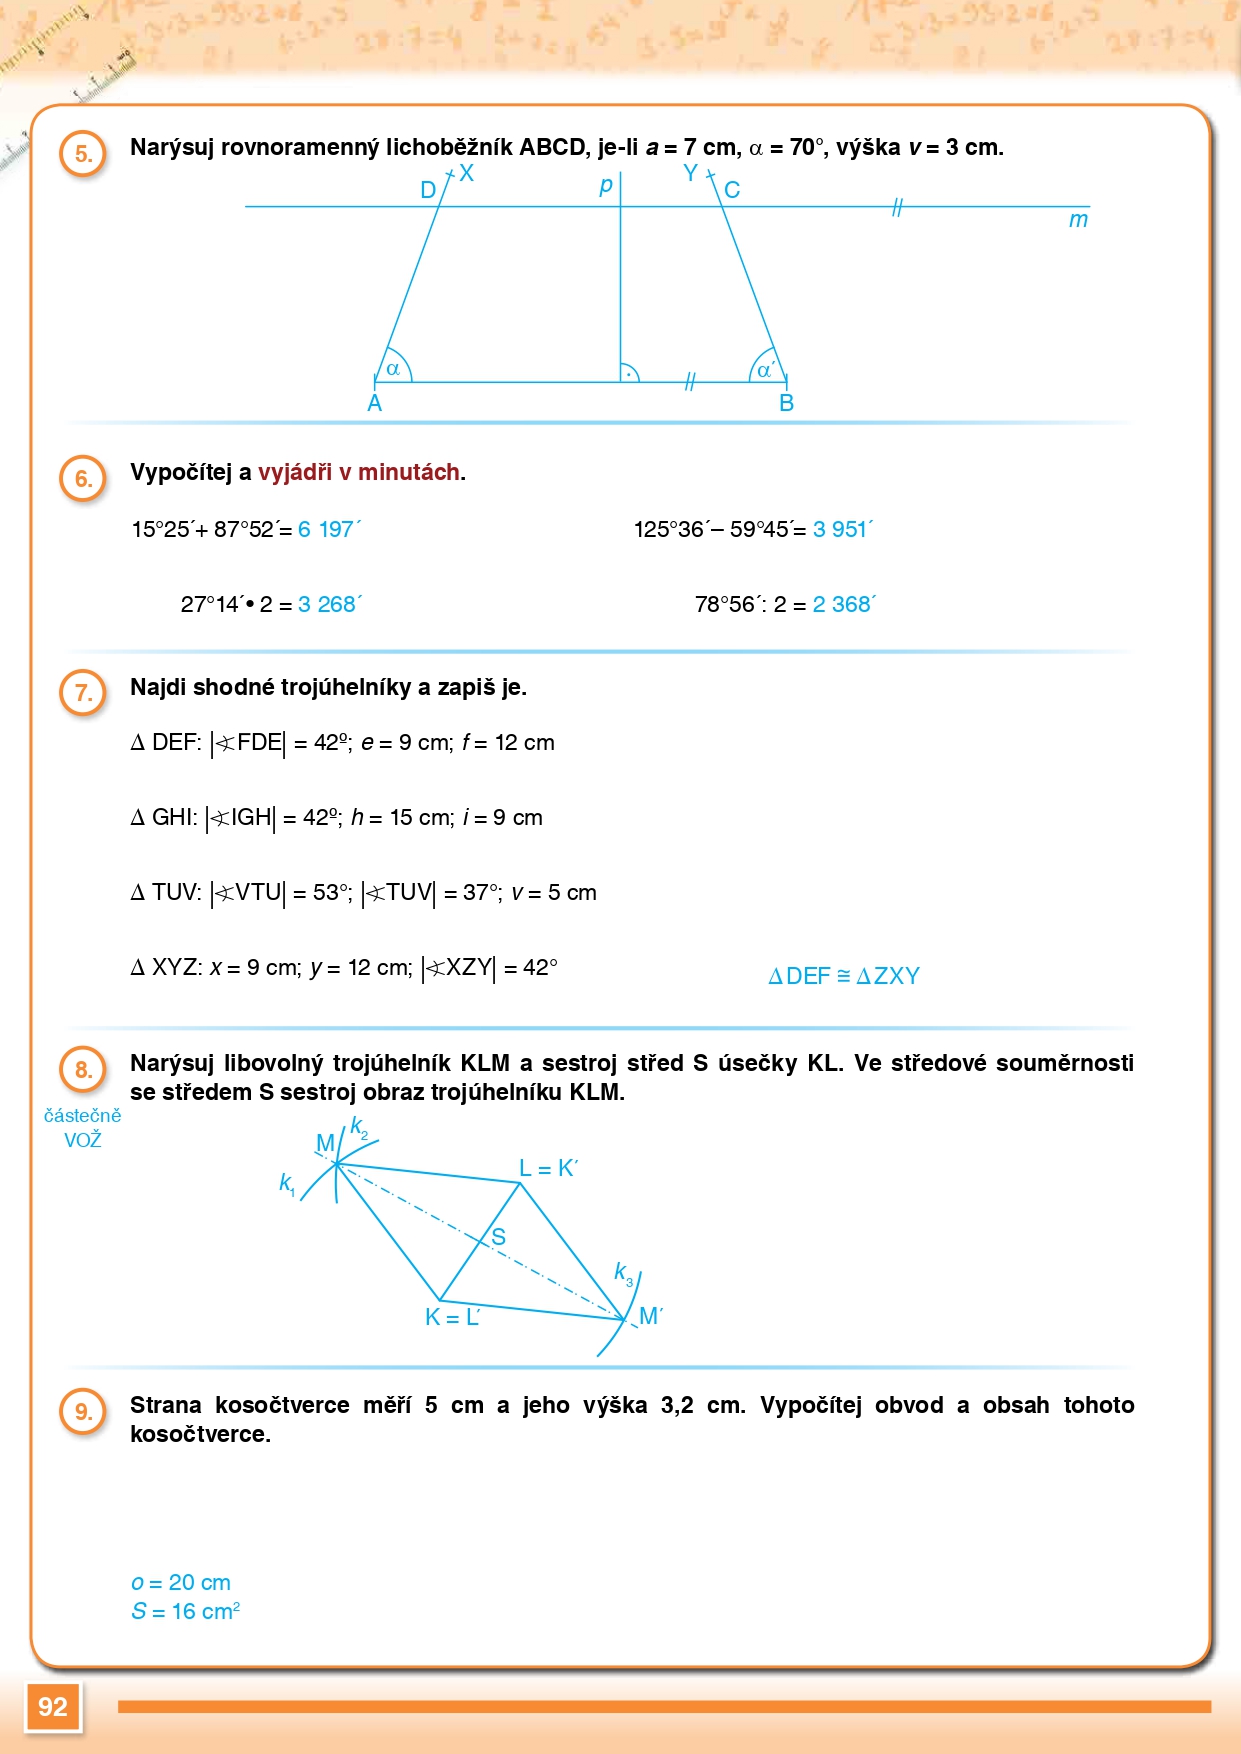 5.
Narýsuj rovnoramenný lichoběžník ABCD, je-li a = 7 cm, α = 70°, výška v = 3 cm.
D X p Y C
m
α α´
A B
6.
Vypočítej a vyjádři v minutách.
15°25´+ 87°52´= 6 197´ 125°36´– 59°45´= 3 951´
27°14´• 2 = 3 268´ 78°56´: 2 = 2 368´
7.
Najdi shodné trojúhelníky a zapiš je.
Δ DEF: |∢FDE| = 42º; e = 9 cm; f = 12 cm
Δ GHI: |∢IGH| = 42º; h = 15 cm; i = 9 cm
Δ TUV: |∢VTU| = 53°; |∢TUV| = 37°; v = 5 cm
Δ XYZ: x = 9 cm; y = 12 cm; |∢XZY| = 42°
Δ DEF ≅ Δ ZXY
8.
Narýsuj libovolný trojúhelník KLM a sestroj střed S úsečky KL. Ve středové souměrnosti
se středem S sestroj obraz trojúhelníku KLM.
částečně
VOŽ
M k₂
k₁
L = K´
S
k₃
K = L´
M´
9.
Strana kosočtverce měří 5 cm a jeho výška 3,2 cm. Vypočítej obvod a obsah tohoto
kosočtverce.
o = 20 cm
S = 16 cm²
92